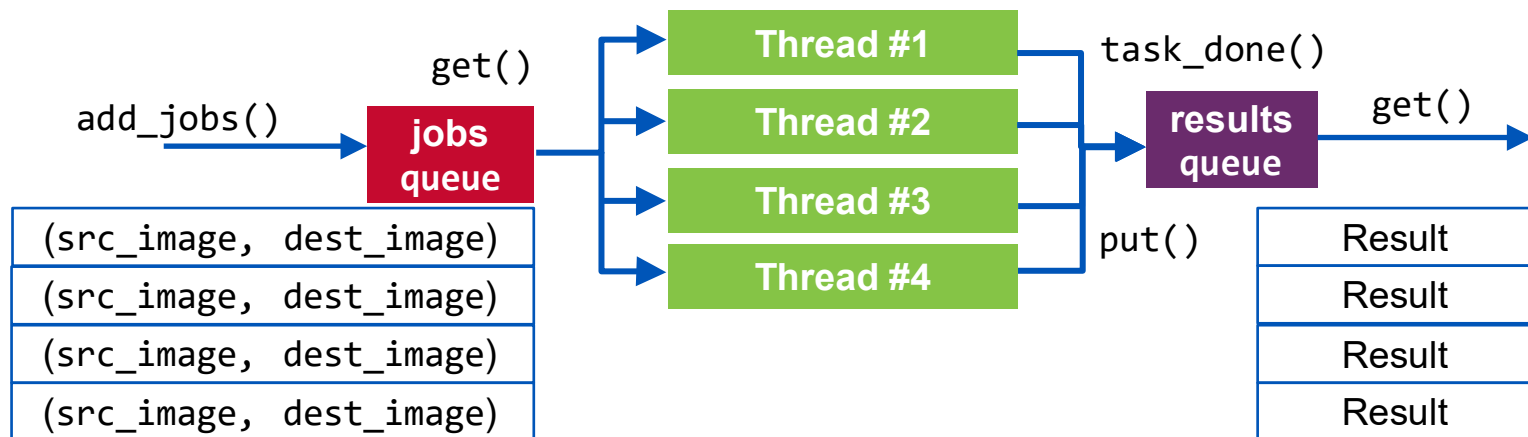 add_jobs()
get()
jobs
queue
Thread #1
Thread #2
Thread #3
Thread #4
task_done()
put()
results
queue
get()
(src_image, dest_image)
(src_image, dest_image)
(src_image, dest_image)
(src_image, dest_image)
Result
Result
Result
Result